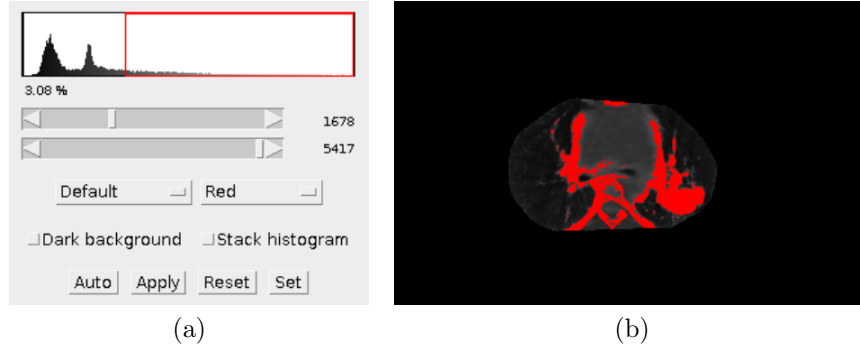 3.08 %
1678
5417
Default Red
Dark background Stack histogram
Auto Apply Reset Set
(a) (b)